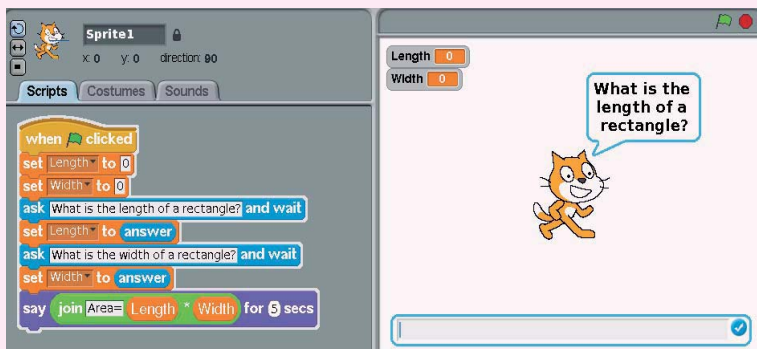 Sprite1
x: 0 y: 0 direction: 90
Scripts Costumes Sounds
when clicked
set Length to 0
set Width to 0
ask What is the length of a rectangle? and wait
set Length to answer
ask What is the width of a rectangle? and wait
set Width to answer
say join Area= Length * Width for 5 secs
Length 0
Width 0
What is the
length of a
rectangle?